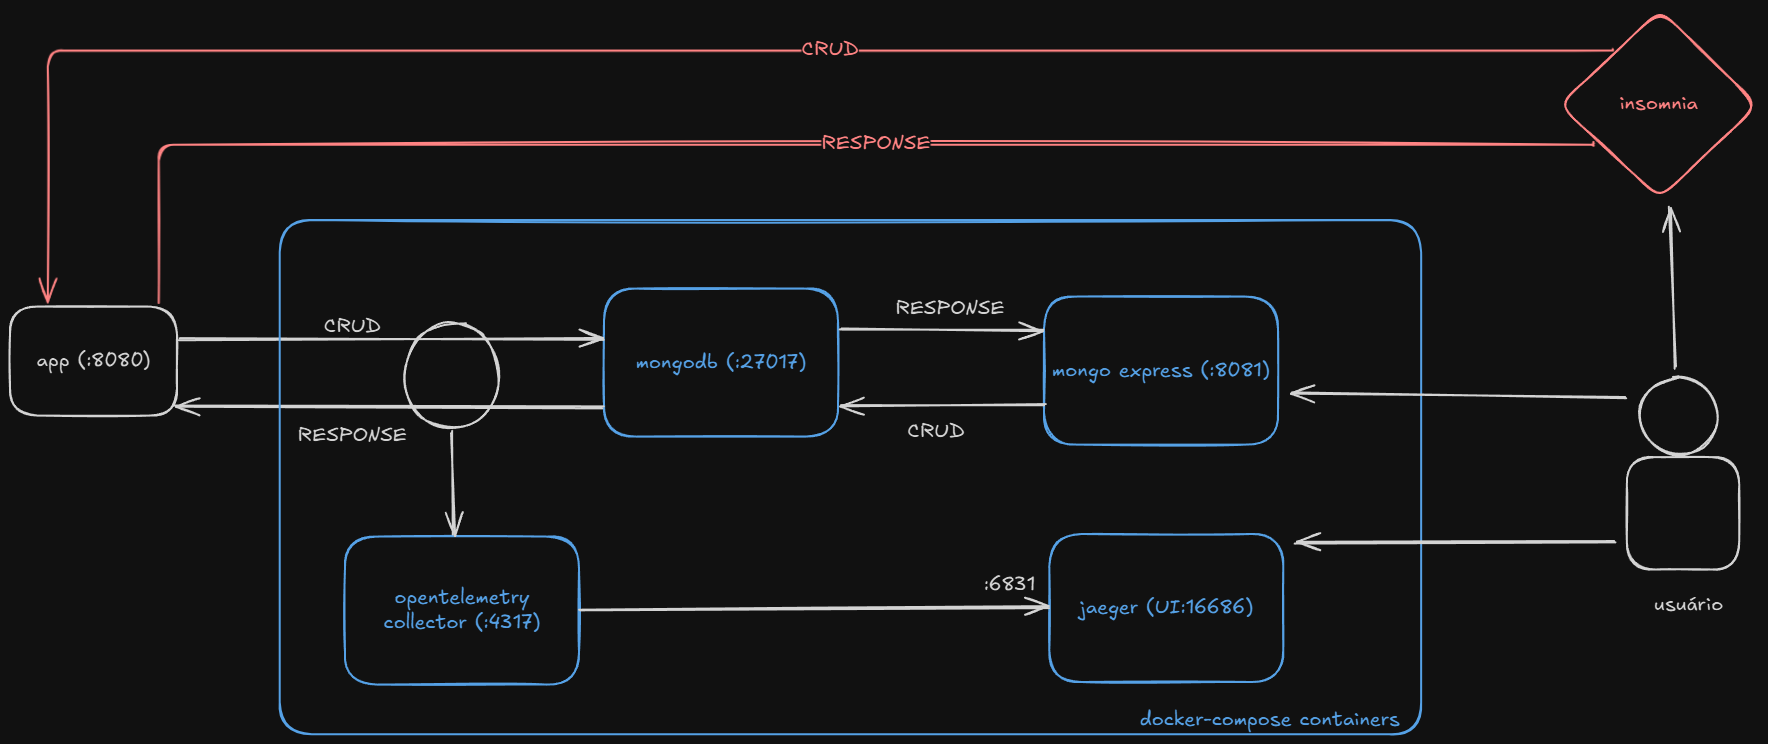 CRUD
insomnia
RESPONSE
CRUD
RESPONSE
app (:8080)
mongodb (:27017)
mongo express (:8081)
RESPONSE
CRUD
:6831
opentelemetry
collector (:4317)
jaeger (UI:16686)
usuário
docker-compose containers